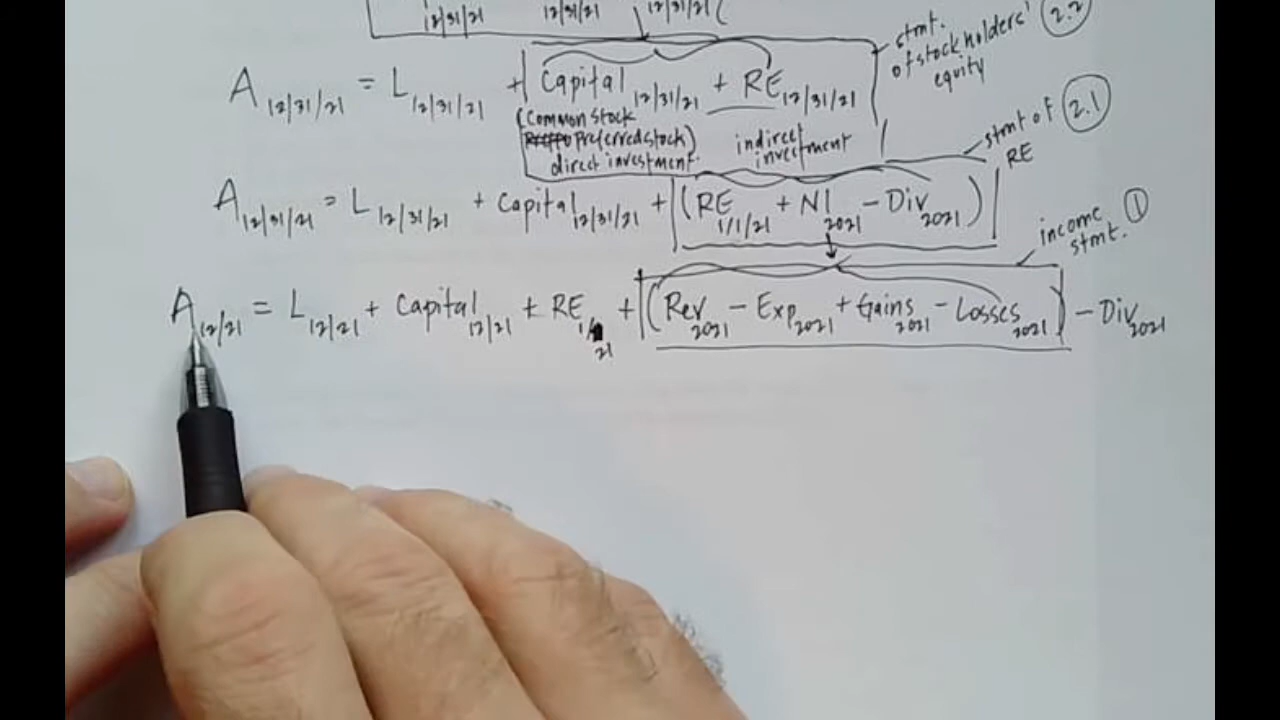 12/31/21 12/31/21 12/31/21
A 12/31/21 = L 12/31/21 + Capital 12/31/21 + RE 12/31/21
stmt. of stockholders' equity 2.2
(Common stock
Preferred stock)
direct investment.
indirect investment
stmt of RE 2.1
A 12/31/21 = L 12/31/21 + Capital 12/31/21 + (RE 1/1/21 + NI 2021 - Div 2021)
income stmt. 1
A 12/21 = L 12/21 + Capital 12/21 + RE 1/1/21 + (Rev 2021 - Exp 2021 + Gains 2021 - Losses 2021) - Div 2021